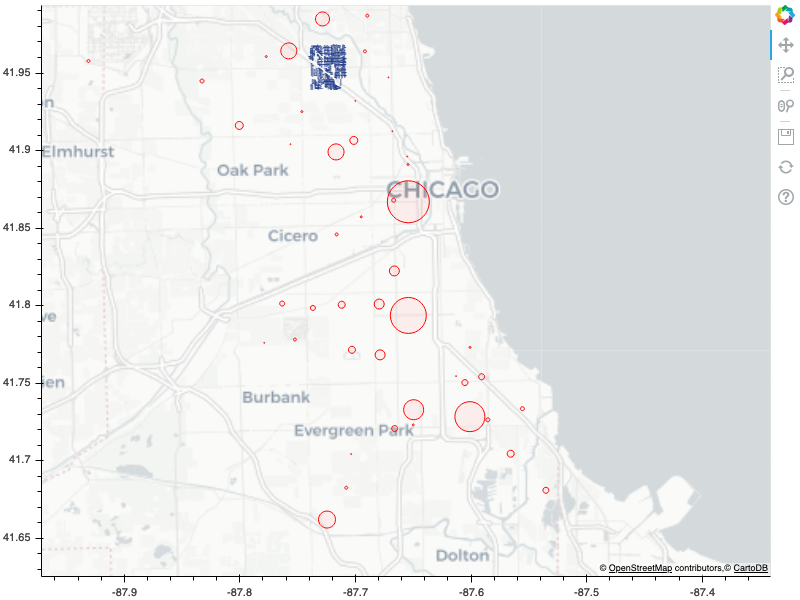 41.95
n
41.9
Elmhurst
Oak Park
CHICAGO
41.85
Cicero
41.8
ve
41.75
en
Burbank
Evergreen Park
41.7
41.65
Dolton
© OpenStreetMap contributors,© CartoDB
-87.9 -87.8 -87.7 -87.6 -87.5 -87.4